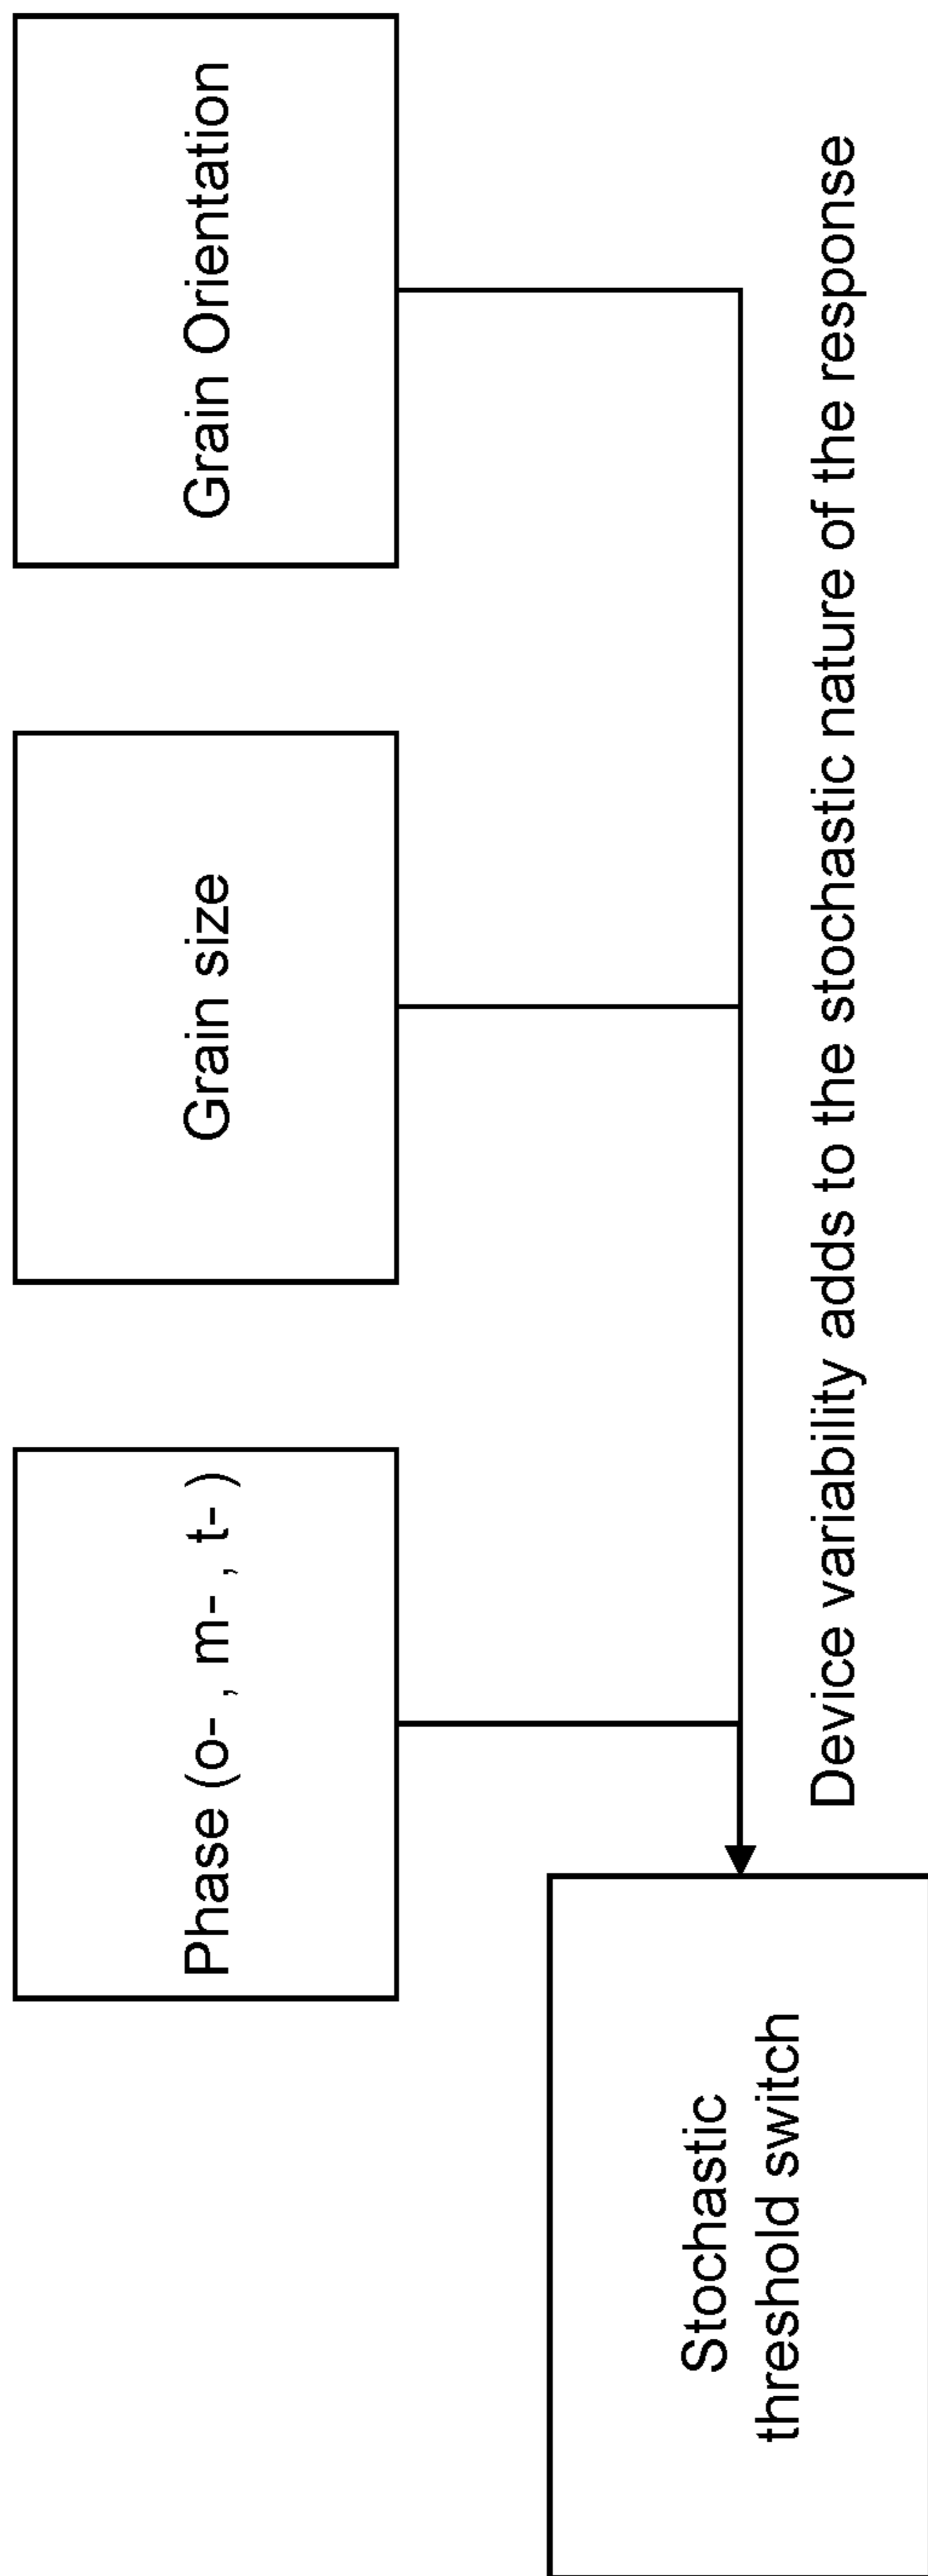 Phase (o- , m- , t- )
Grain size
Grain Orientation
Stochastic
threshold switch
Device variability adds to the stochastic nature of the response